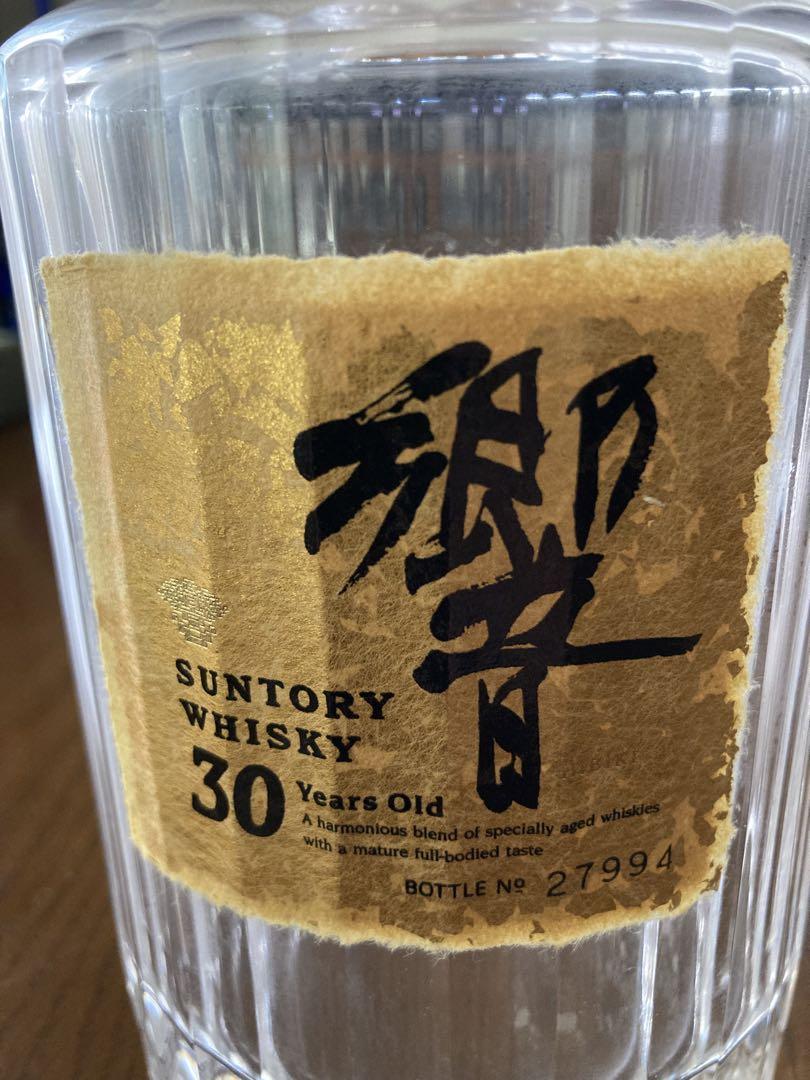 響
SUNTORY
WHISKY
30 Years Old
A harmonious blend of specially aged whiskies
with a mature full-bodied taste
BOTTLE Nº 27994